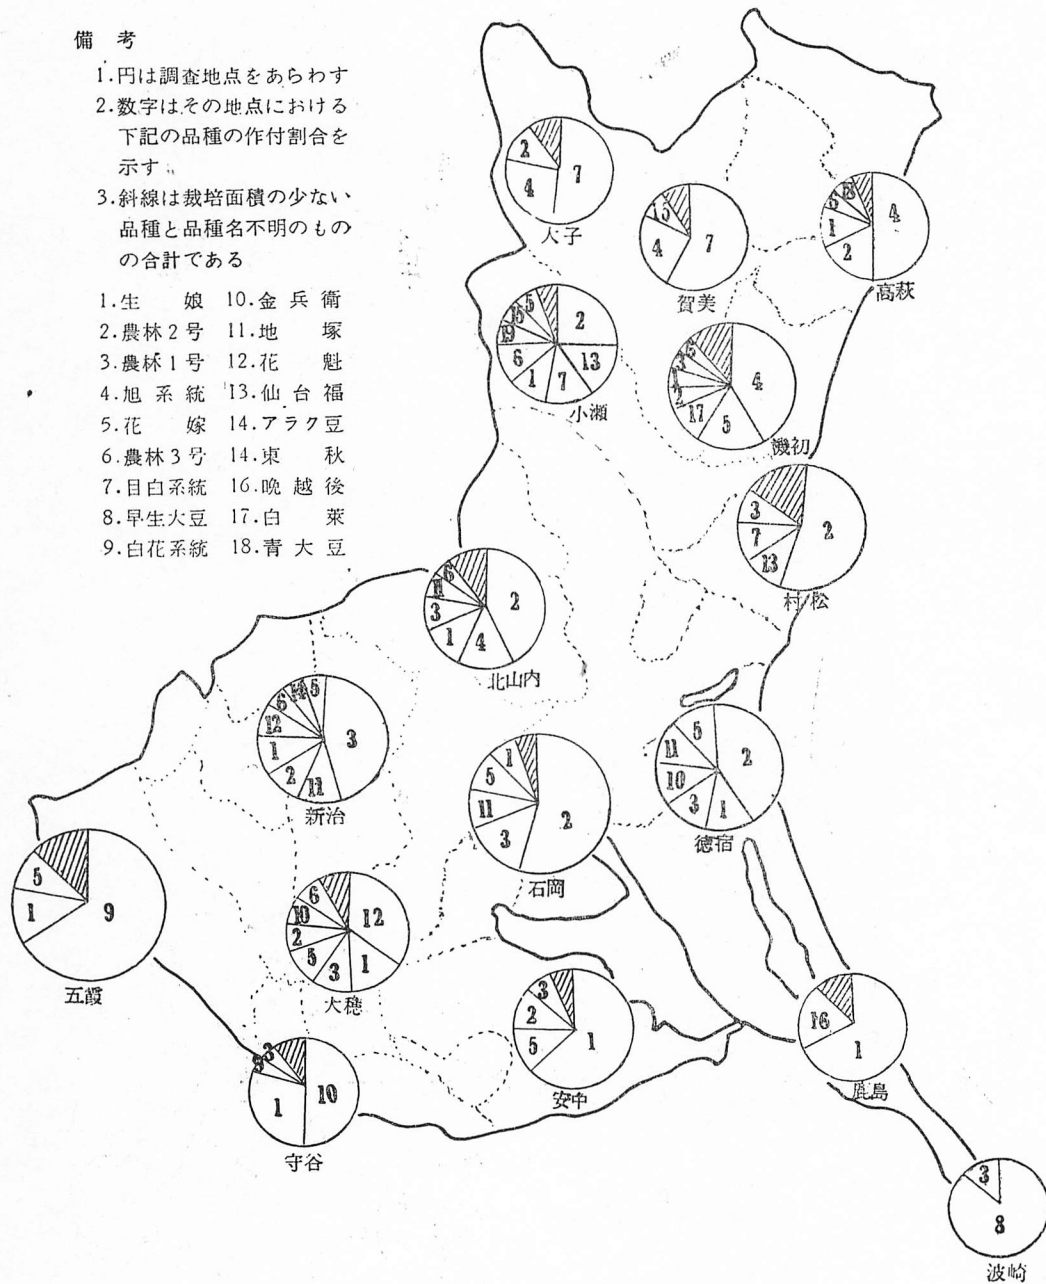 備考
1.円は調査地点をあらわす
2.数字はその地点における
下記の品種の作付割合を
示す。
3.斜線は裁培面積の少ない
品種と品種名不明のもの
の合計である
1.生娘 10.金兵衛
2.農林2号 11.地塚
3.農林1号 12.花魁
4.旭系統 13.仙台福
5.花嫁 14.アラク豆
6.農林3号 14.東秋
7.目白系統 16.晩越後
8.早生大豆 17.白萊
9.白花系統 18.青大豆
2
7
4
大子
15
4
7
賀美
18
4
1
2
高萩
5
2
19
13
6
1
7
小瀬
3
4
17
5
磯初
3
2
7
13
村松
6
11
2
3
1
4
北山内
5
14
6
12
3
1
2
11
新治
1
5
11
2
3
石岡
5
11
2
10
3
1
徳宿
5
1
9
五霞
6
10
12
2
5
3
1
大穂
3
2
1
5
安中
16
1
鹿島
3
10
1
守谷
3
8
波崎